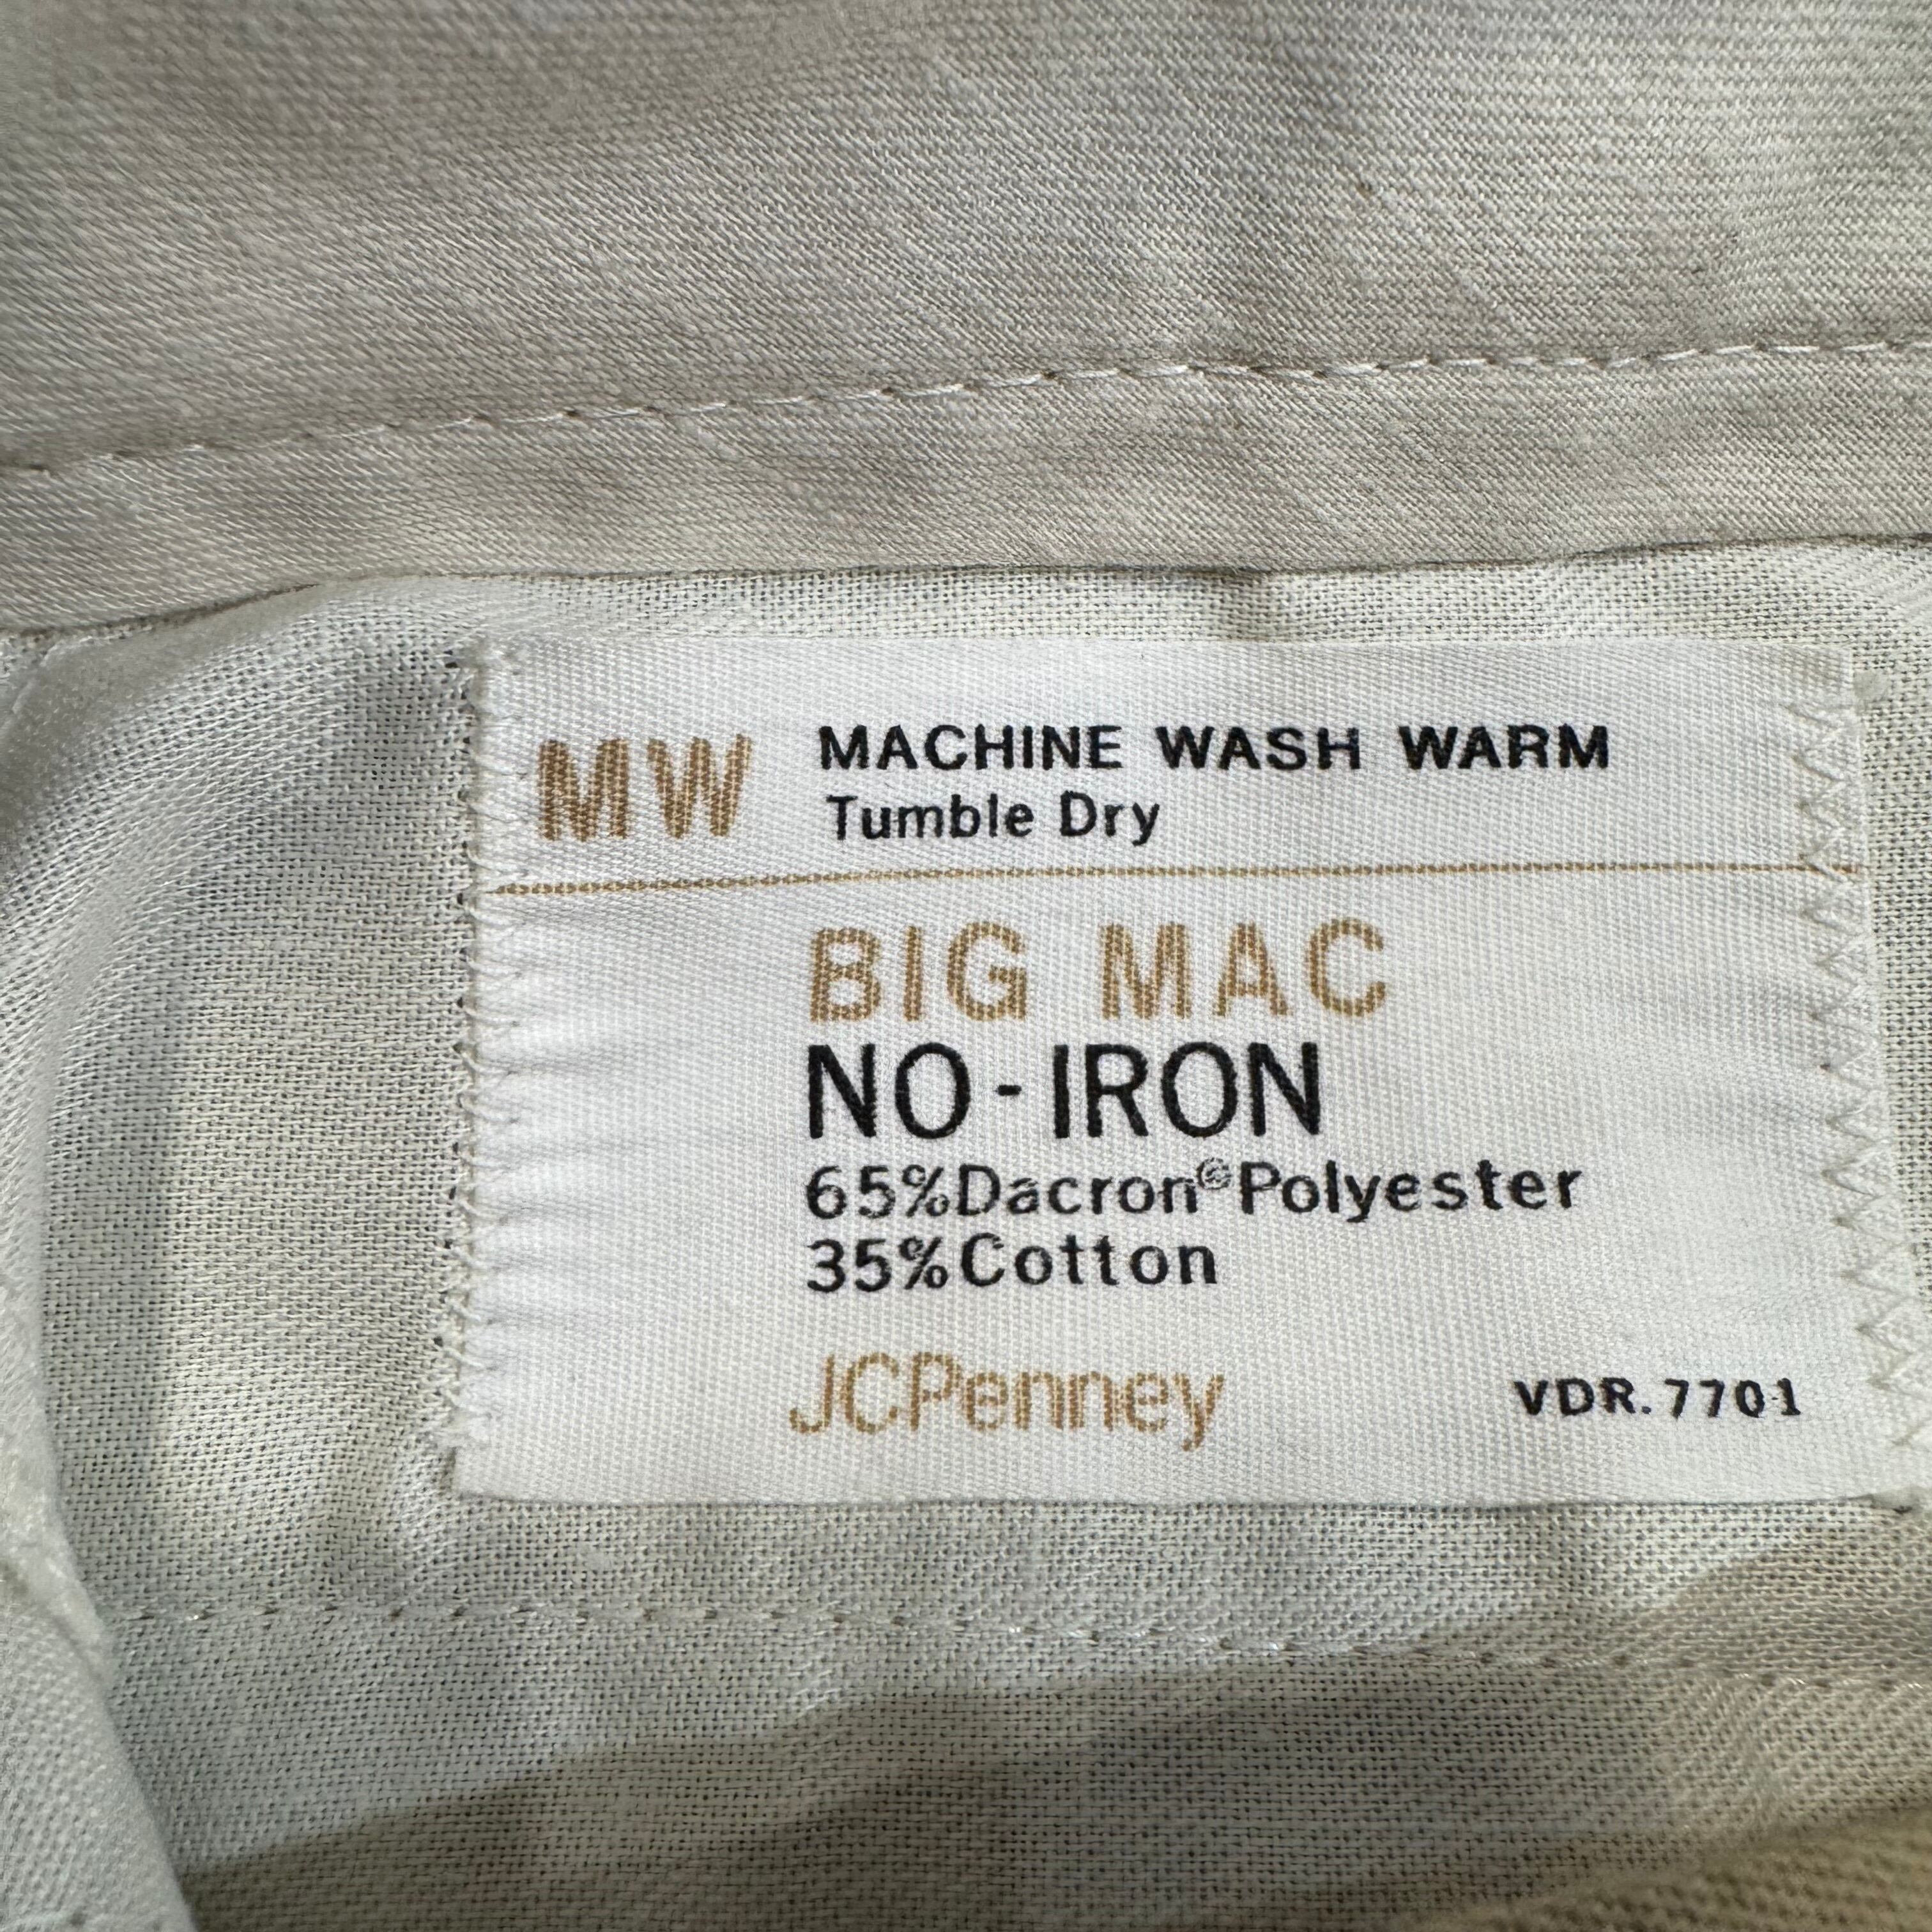 MW MACHINE WASH WARM
Tumble Dry
BIG MAC
NO-IRON
65%Dacron®Polyester
35%Cotton
JCPenney VDR. 7701